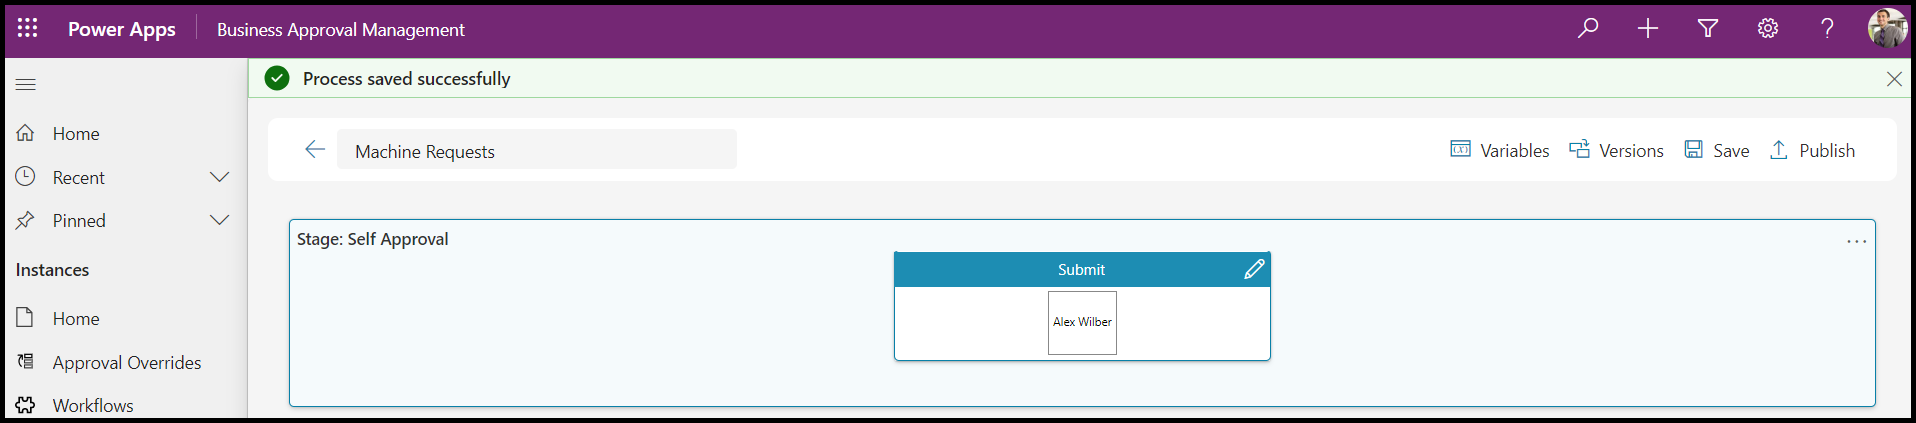 Power Apps
Business Approval Management
Process saved successfully
Home
Recent
Pinned
Instances
Home
Approval Overrides
Workflows
Machine Requests
(x)
Variables
Versions
Save
Publish
Stage: Self Approval
Submit
Alex Wilber